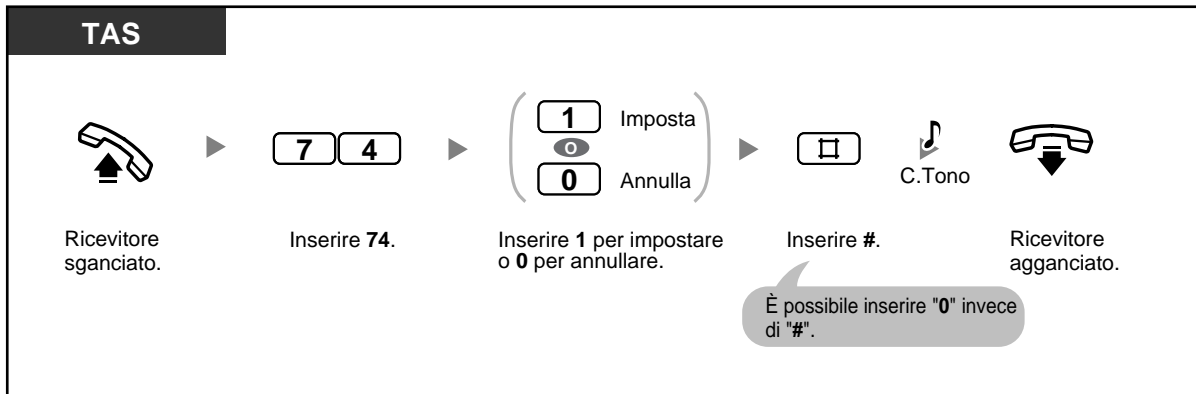 TAS
7 4
1 Imposta
o
0 Annulla
#
C.Tono
Ricevitore
sganciato.
Inserire 74.
Inserire 1 per impostare
o 0 per annullare.
Inserire #.
Ricevitore
agganciato.
È possibile inserire "0" invece
di "#".